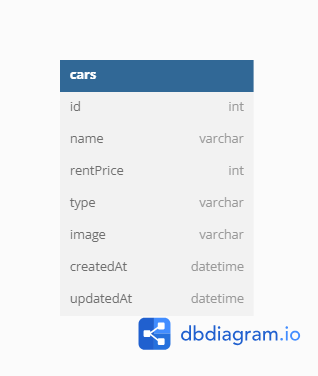 cars
id int
name varchar
rentPrice int
type varchar
image varchar
createdAt datetime
updatedAt datetime
dbdiagram.io